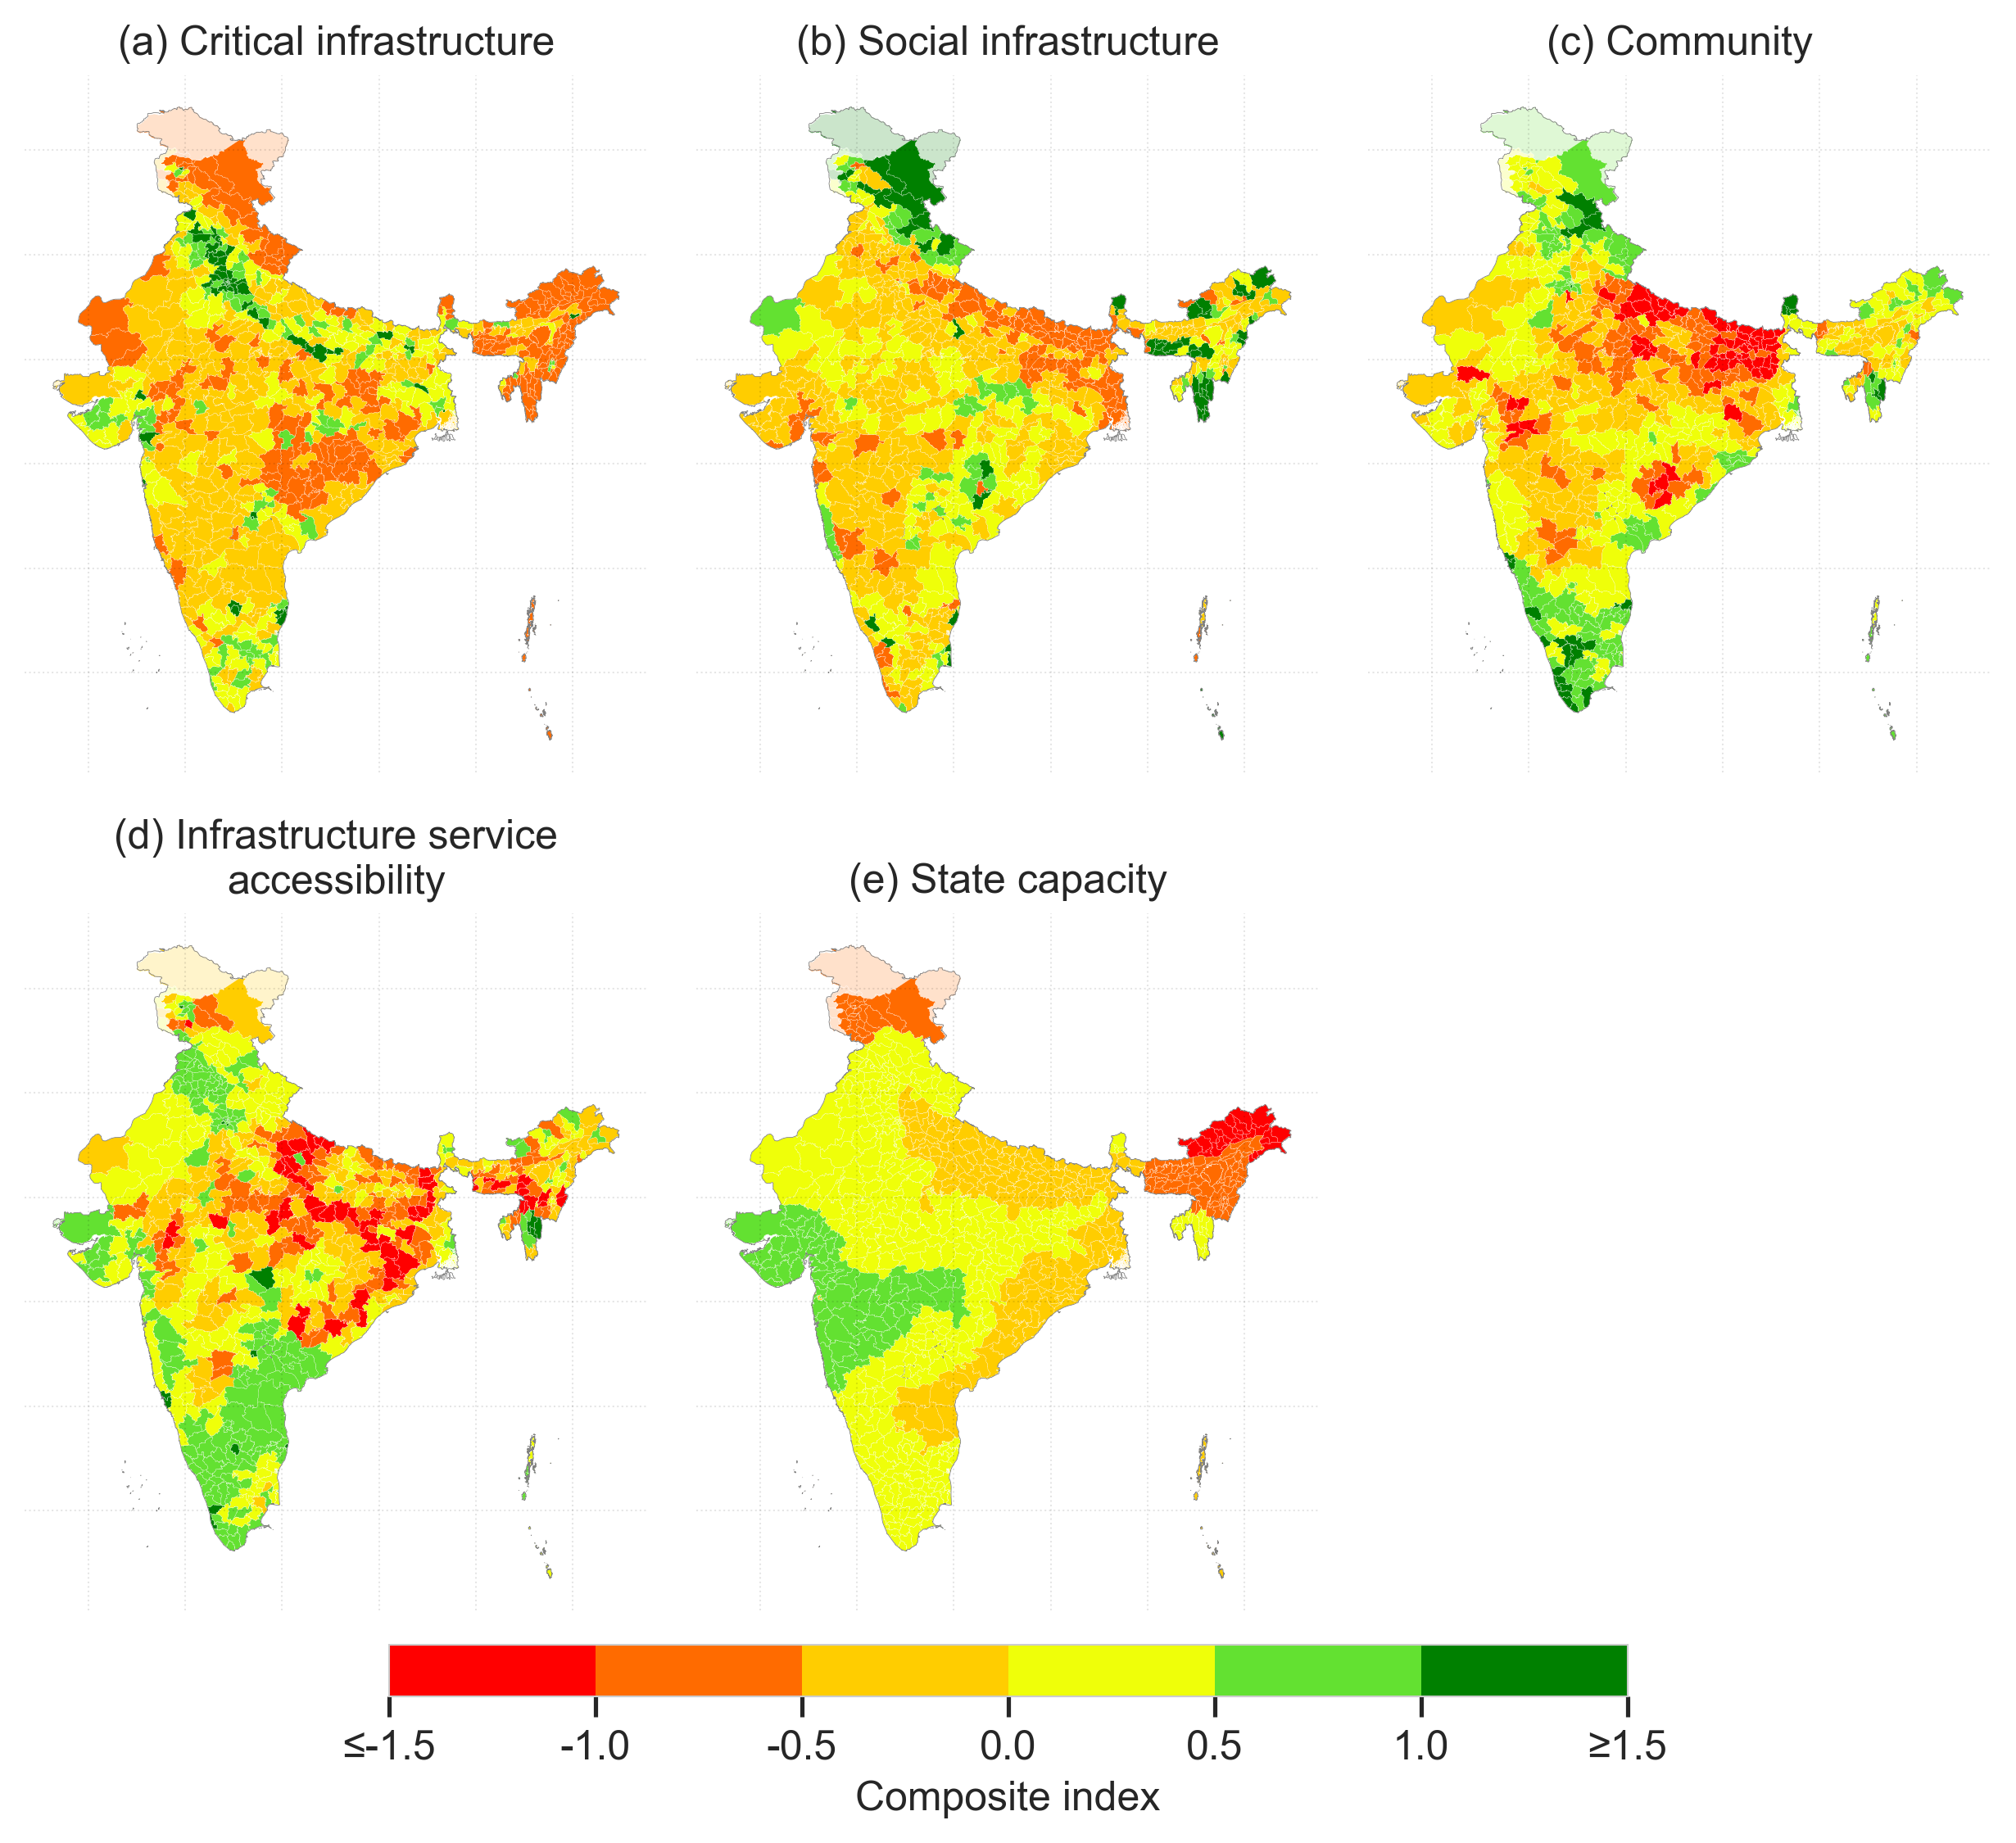 (a) Critical infrastructure
(b) Social infrastructure
(c) Community
(d) Infrastructure service
accessibility
(e) State capacity
≤-1.5
-1.0
-0.5
0.0
0.5
1.0
≥1.5
Composite index